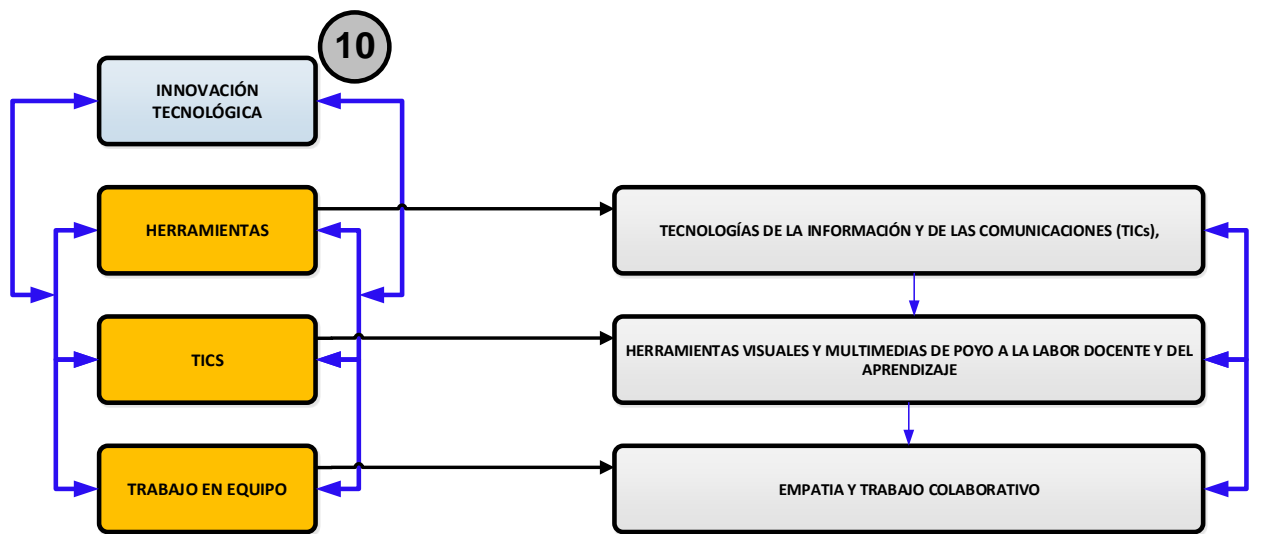 10
INNOVACIÓN
TECNOLÓGICA
HERRAMIENTAS
TECNOLOGÍAS DE LA INFORMACIÓN Y DE LAS COMUNICACIONES (TICs),
TICS
HERRAMIENTAS VISUALES Y MULTIMEDIAS DE POYO A LA LABOR DOCENTE Y DEL
APRENDIZAJE
TRABAJO EN EQUIPO
EMPATIA Y TRABAJO COLABORATIVO